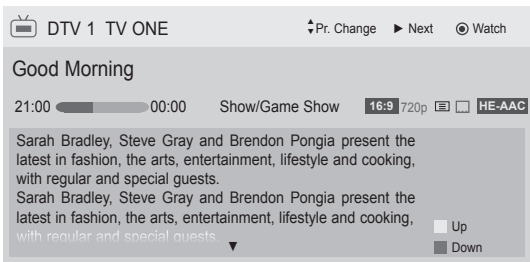 DTV 1 TV ONE Pr. Change Next Watch
Good Morning
21:00 00:00 Show/Game Show 16:9 720p HE-AAC
Sarah Bradley, Steve Gray and Brendon Pongia present the
latest in fashion, the arts, entertainment, lifestyle and cooking,
with regular and special guests.
Sarah Bradley, Steve Gray and Brendon Pongia present the
latest in fashion, the arts, entertainment, lifestyle and cooking,
with regular and special guests.
Up
Down